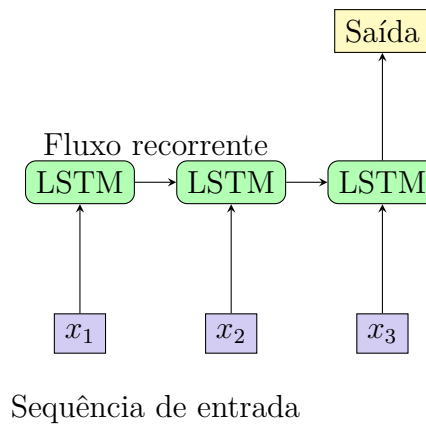 Saída
Fluxo recorrente
LSTM LSTM LSTM
x₁ x₂ x₃
Sequência de entrada